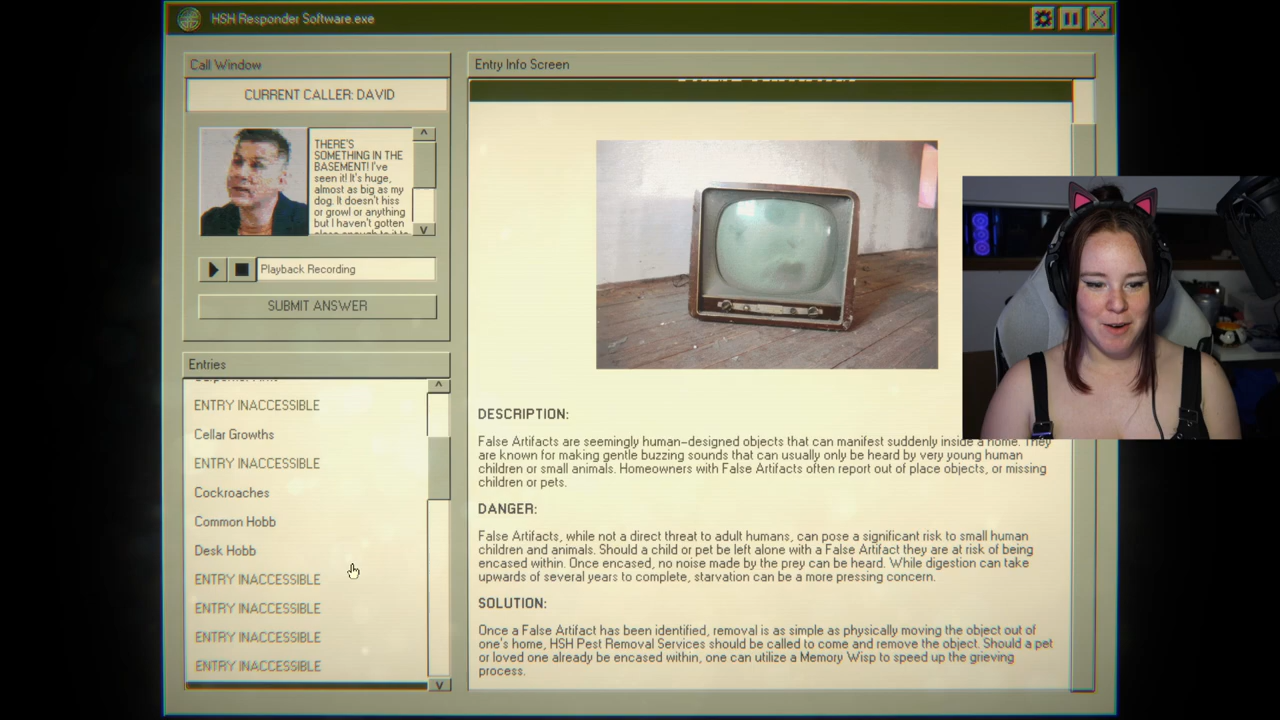 HSH Responder Software.exe
Call Window
CURRENT CALLER: DAVID
THERE'S
SOMETHING IN THE
BASEMENT! I've
seen it! It's huge,
almost as big as my
dog. It doesn't hiss
or growl or anything
but I haven't gotten
Playback Recording
SUBMIT ANSWER
Entries
ENTRY INACCESSIBLE
Cellar Growths
ENTRY INACCESSIBLE
Cockroaches
Common Hobb
Desk Hobb
ENTRY INACCESSIBLE
ENTRY INACCESSIBLE
ENTRY INACCESSIBLE
ENTRY INACCESSIBLE
Entry Info Screen
DESCRIPTION:
False Artifacts are seemingly human-designed objects that can manifest suddenly inside a home. They
are known for making gentle buzzing sounds that can usually only be heard by very young human
children or small animals. Homeowners with False Artifacts often report out of place objects, or missing
children or pets.
DANGER:
False Artifacts, while not a direct threat to adult humans, can pose a significant risk to small human
children and animals. Should a child or pet be left alone with a False Artifact they are at risk of being
encased within. Once encased, no noise made by the prey can be heard. While digestion can take
upwards of several years to complete, starvation can be a more pressing concern.
SOLUTION:
Once a False Artifact has been identified, removal is as simple as physically moving the object out of
one's home, HSH Pest Removal Services should be called to come and remove the object. Should a pet
or loved one already be encased within, one can utilize a Memory Wisp to speed up the grieving
process.